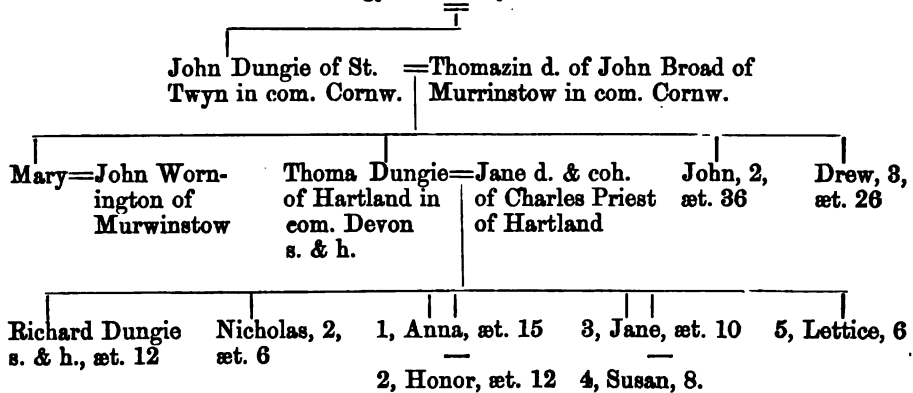 John Dungie of St. =Thomazin d. of John Broad of
Twyn in com. Cornw. Murrinstow in com. Cornw.
Mary=John Worn-
ington of
Murwinstow
Thoma Dungie=Jane d. & coh.
of Hartland in of Charles Priest
com. Devon of Hartland
s. & h.
John, 2,
æt. 36
Drew, 3,
æt. 26
Richard Dungie
s. & h., æt. 12
Nicholas, 2,
æt. 6
1, Anna, æt. 15
2, Honor, æt. 12
3, Jane, æt. 10
4, Susan, 8.
5, Lettice, 6